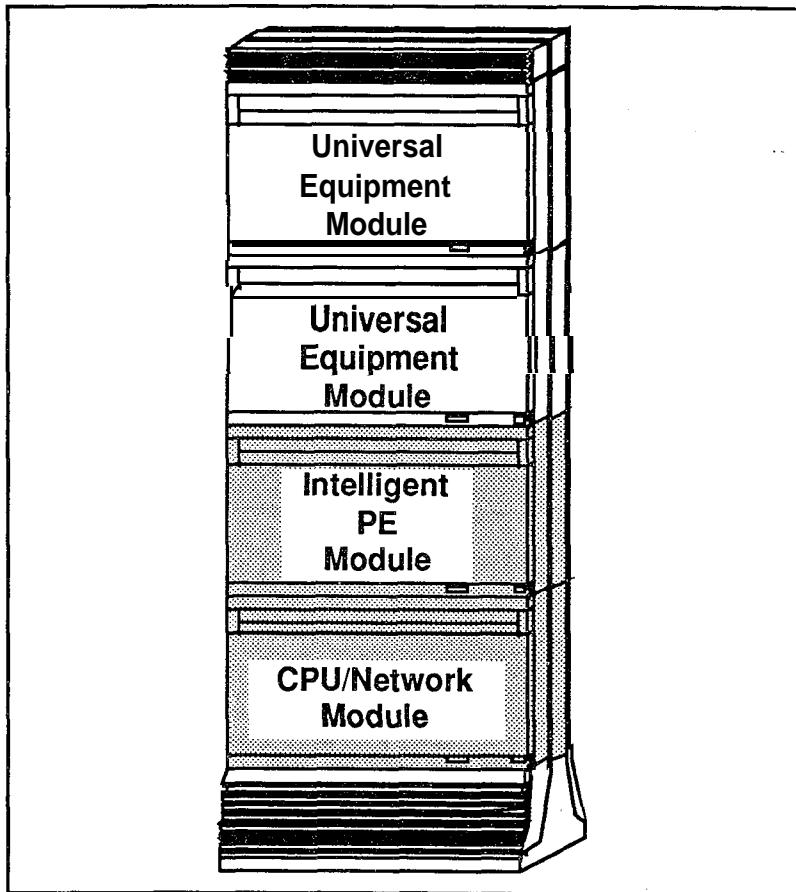 Universal
Equipment
Module
Universal
Equipment
Module
Intelligent
PE
Module
CPU/Network
Module